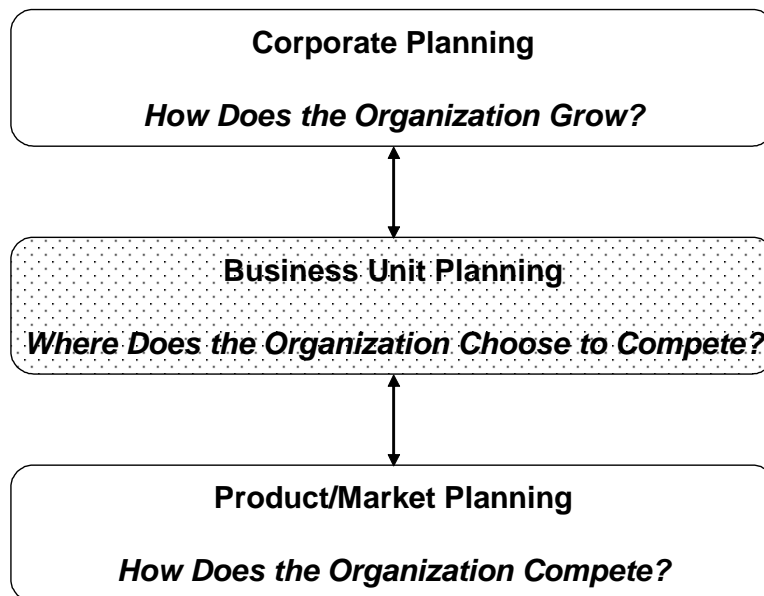 Corporate Planning
How Does the Organization Grow?
Business Unit Planning
Where Does the Organization Choose to Compete?
Product/Market Planning
How Does the Organization Compete?